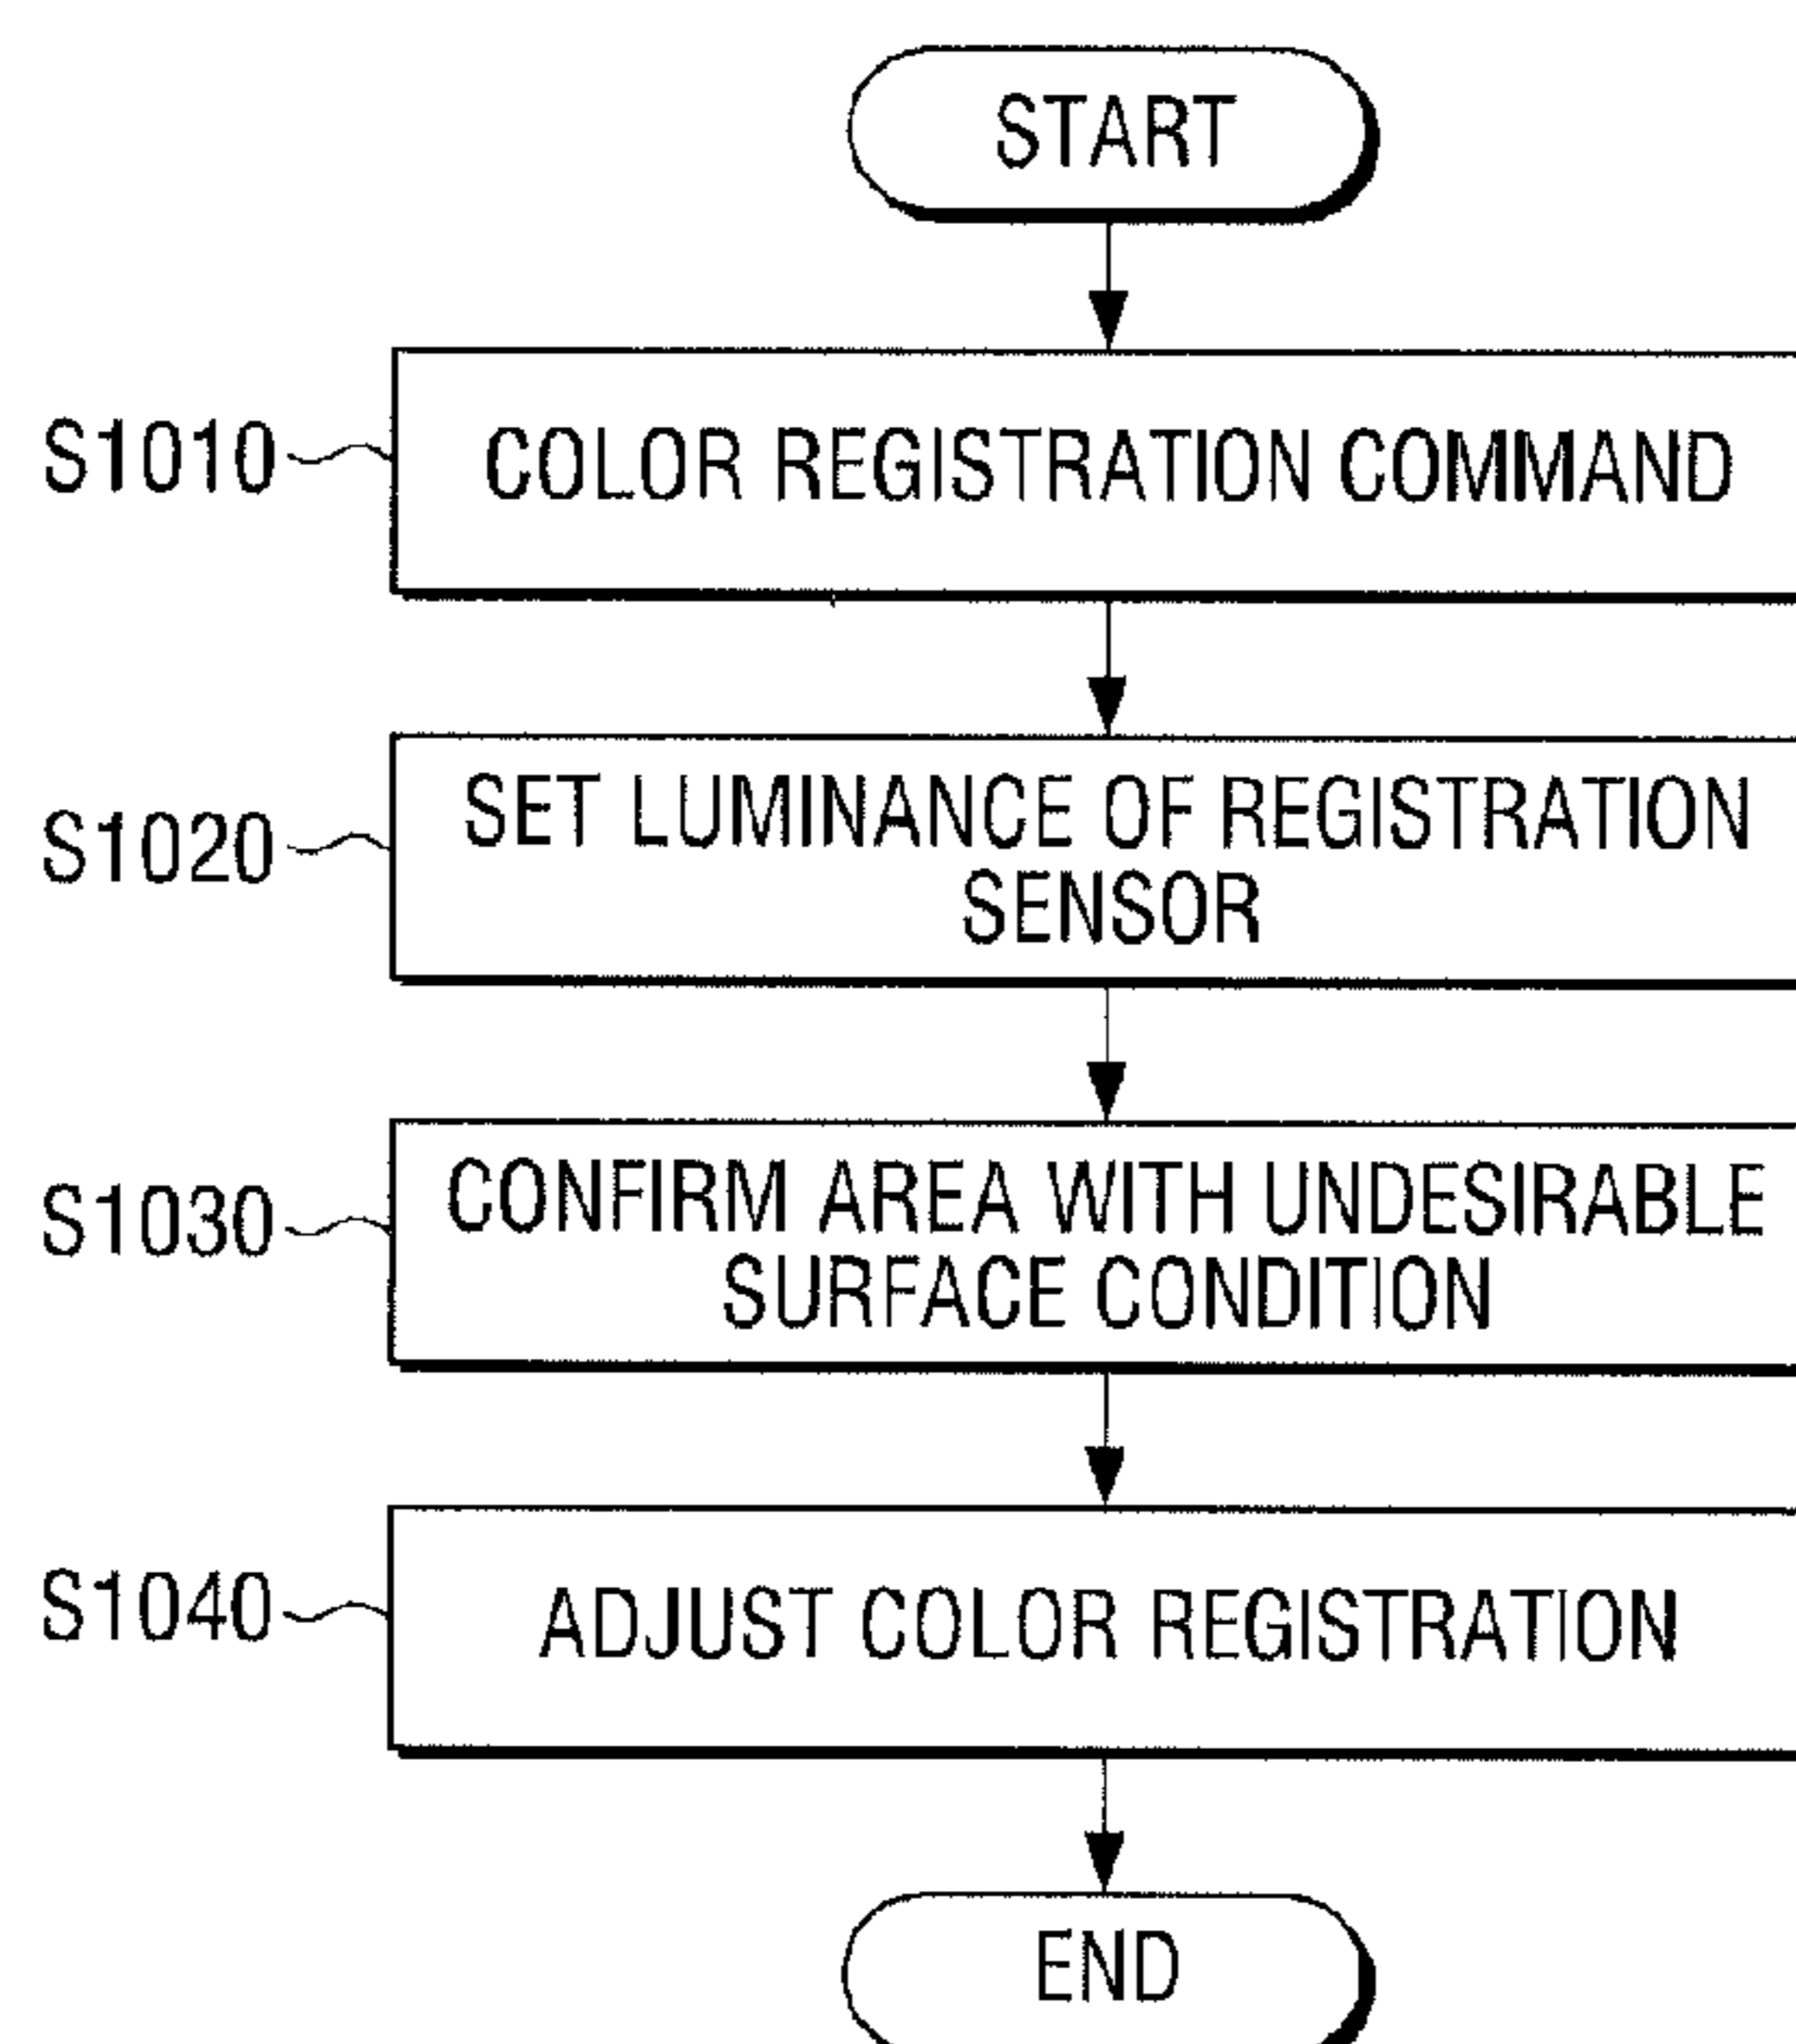 START
S1010
COLOR REGISTRATION COMMAND
S1020
SET LUMINANCE OF REGISTRATION
SENSOR
S1030
CONFIRM AREA WITH UNDESIRABLE
SURFACE CONDITION
S1040
ADJUST COLOR REGISTRATION
END